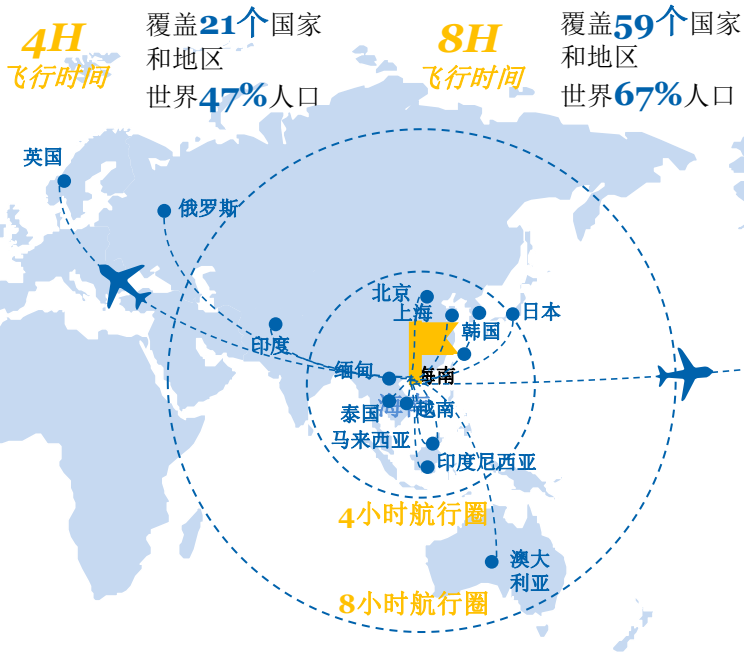 4H
飞行时间
覆盖21个国家
和地区
世界47%人口
8H
飞行时间
覆盖59个国家
和地区
世界67%人口
英国
俄罗斯
北京
上海
日本
韩国
印度
缅甸
海南
海南
泰国
越南
马来西亚
印度尼西亚
4小时航行圈
澳大
利亚
8小时航行圈